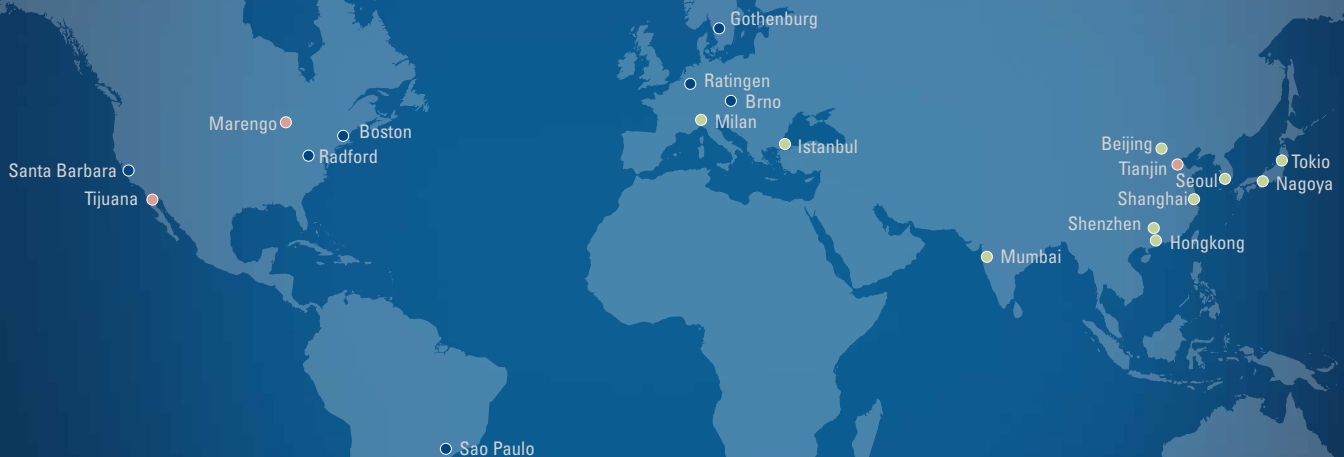 Gothenburg
Ratingen
Brno
Marengo
Milan
Boston
Istanbul
Beijing
Radford
Tokio
Santa Barbara
Tianjin
Seoul
Nagoya
Tijuana
Shanghai
Shenzhen
Hongkong
Mumbai
Sao Paulo